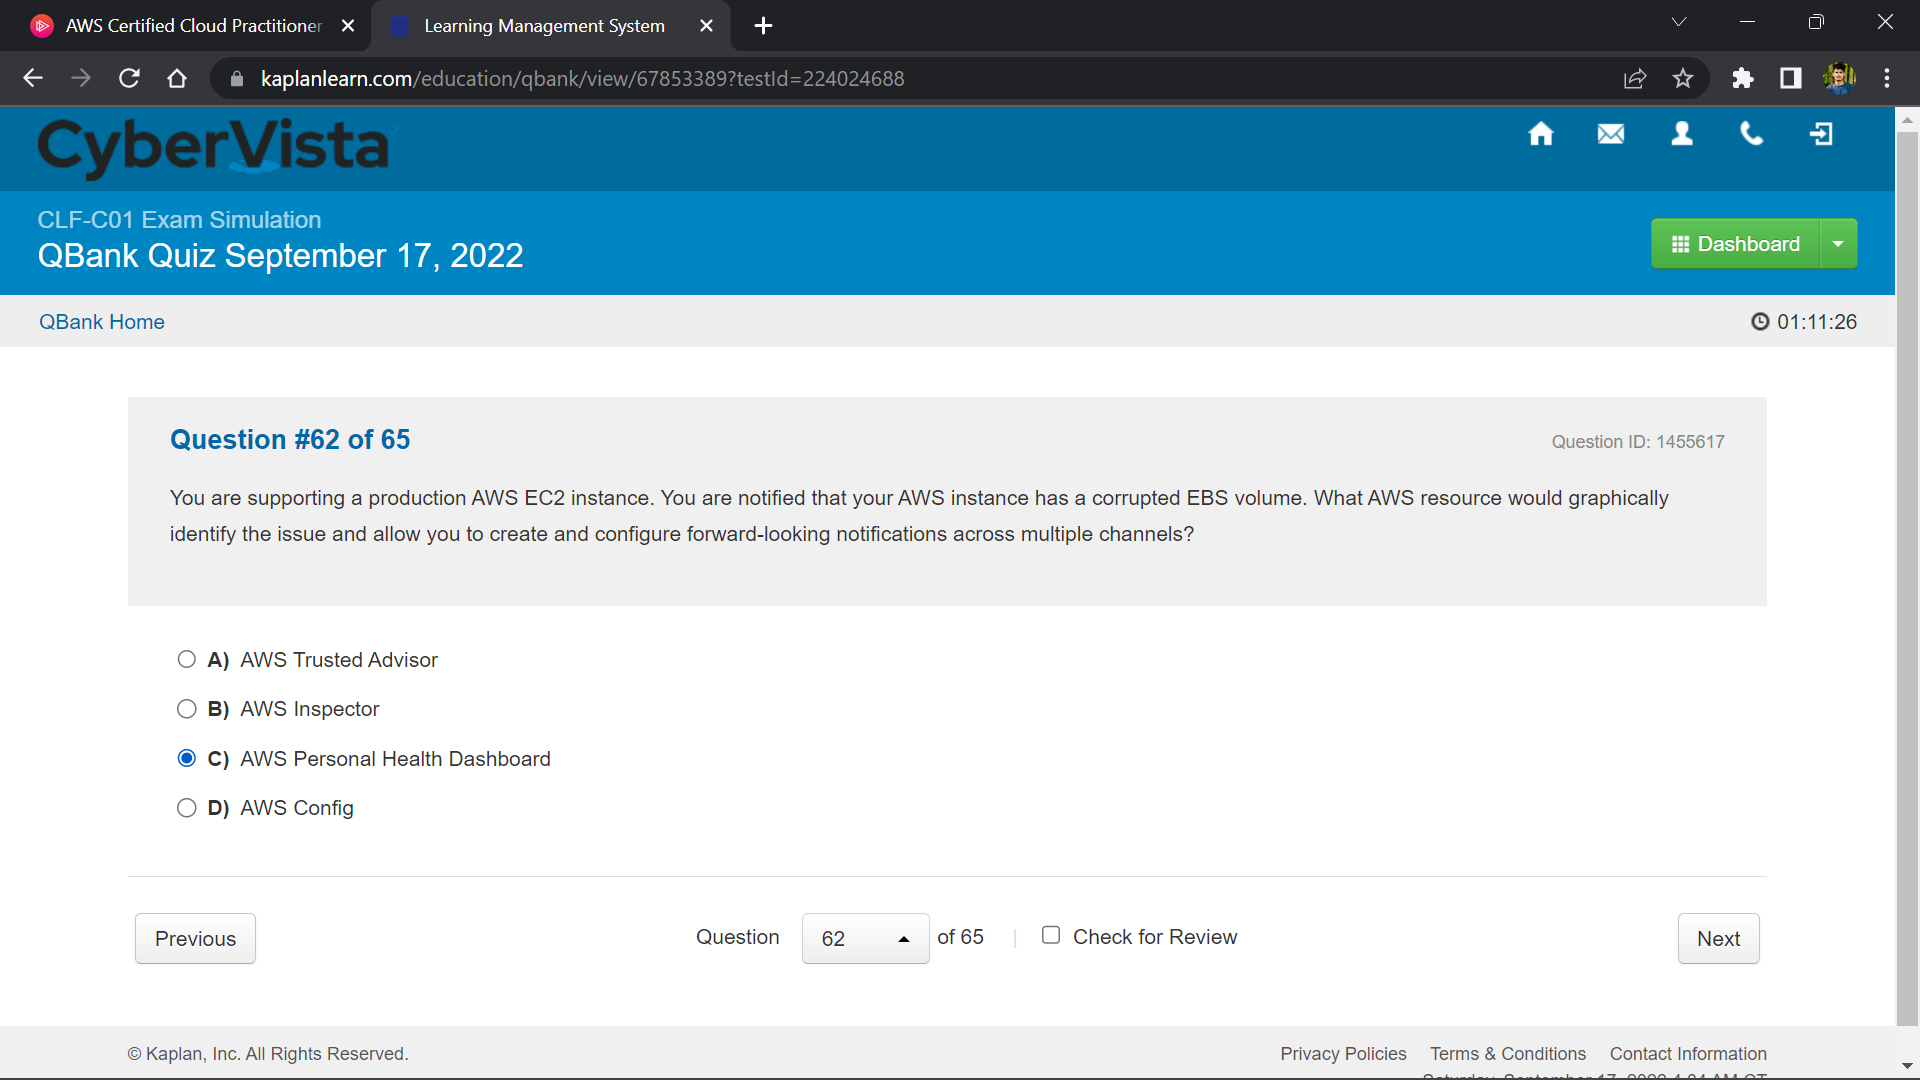 AWS Certified Cloud Practitioner
Learning Management System
kaplanlearn.com/education/qbank/view/67853389?testId=224024688
CyberVista
CLF-C01 Exam Simulation
QBank Quiz September 17, 2022
Dashboard
QBank Home
01:11:26
Question #62 of 65
Question ID: 1455617
You are supporting a production AWS EC2 instance. You are notified that your AWS instance has a corrupted EBS volume. What AWS resource would graphically
identify the issue and allow you to create and configure forward-looking notifications across multiple channels?
A) AWS Trusted Advisor
B) AWS Inspector
C) AWS Personal Health Dashboard
D) AWS Config
Previous
Question 62 of 65 | Check for Review
Next
© Kaplan, Inc. All Rights Reserved.
Privacy Policies Terms & Conditions Contact Information